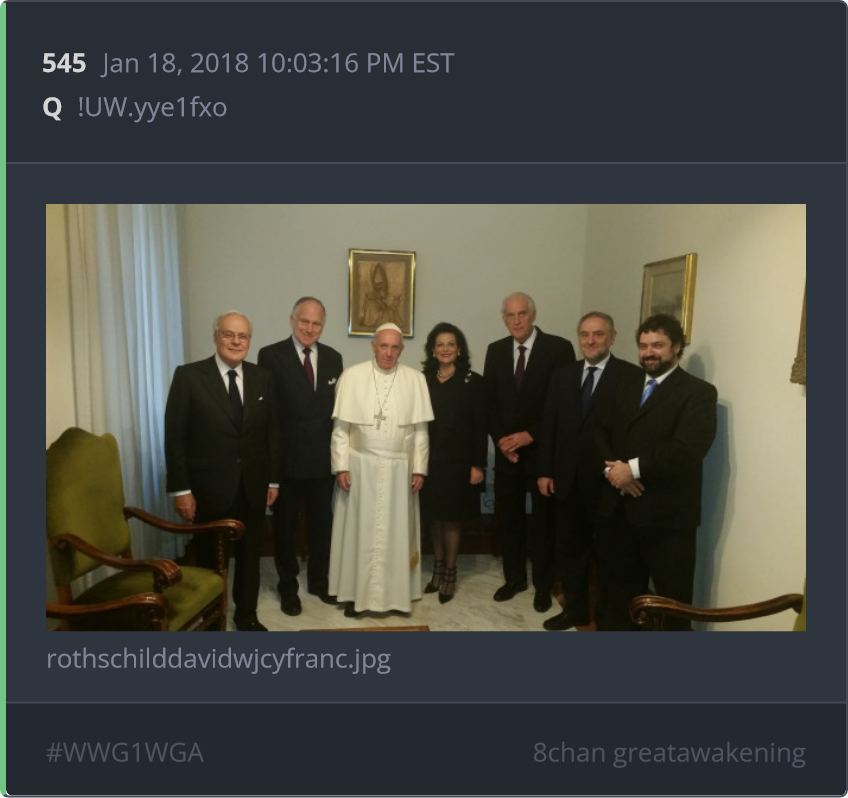 545 Jan 18, 2018 10:03:16 PM EST
Q !UW.yye1fxo
rothschilddavidwjcyfranc.jpg
#WWG1WGA 8chan greatawakening